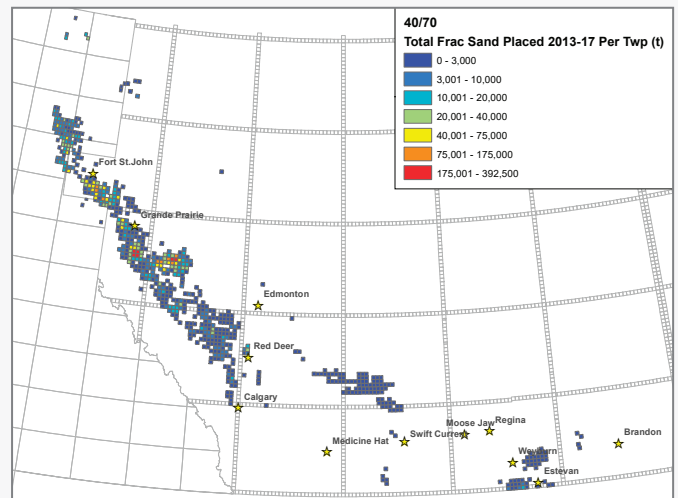 40/70
Total Frac Sand Placed 2013-17 Per Twp (t)
0 - 3,000
3,001 - 10,000
10,001 - 20,000
20,001 - 40,000
40,001 - 75,000
75,001 - 175,000
175,001 - 392,500
Fort St.John
Grande Prairie
Edmonton
Red Deer
Calgary
Medicine Hat
Swift Current
Moose Jaw
Regina
Brandon
Weyburn
Estevan